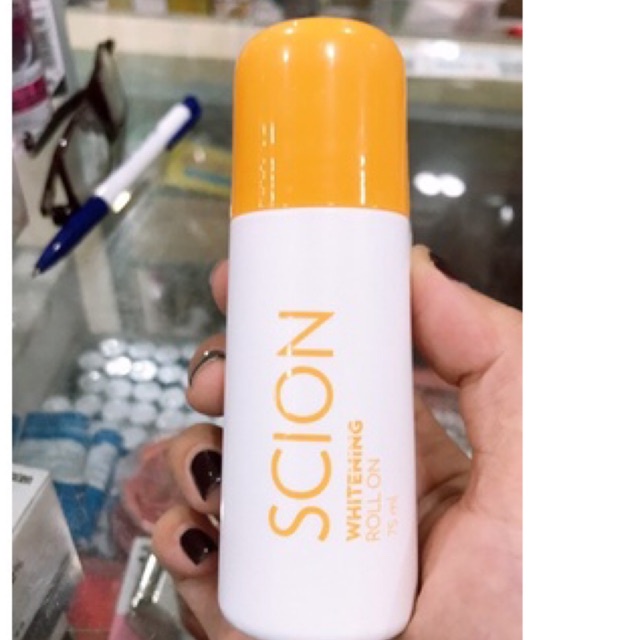 SCION
WHITENING
ROLL ON
75 mL